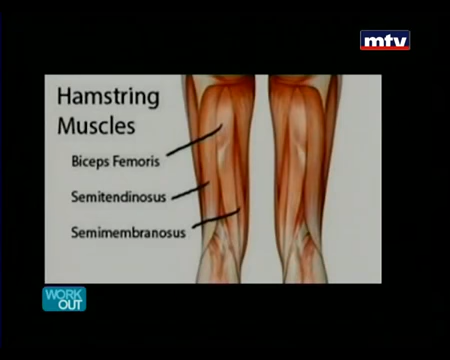 mtv
Hamstring
Muscles
Biceps Femoris
Semitendinosus
Semimembranosus
WORK
OUT